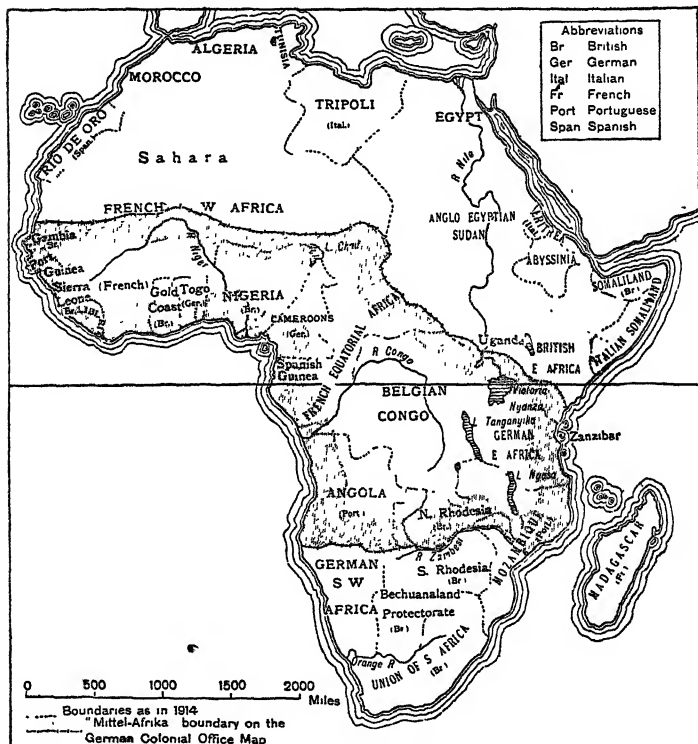 Abbreviations
Br British
Ger German
Ital Italian
Fr French
Port Portuguese
Span Spanish
ALGERIA
TUNISIA
MOROCCO
TRIPOLI
(Ital.)
EGYPT
RIO DE ORO
(Span.)
Sahara
R Nile
FRENCH W AFRICA
ANGLO EGYPTIAN
SUDAN
ERITREA
(Ital.)
ABYSSINIA
Gambia
Br.
Port.
Guinea
R Niger
Sierra
Leone
(Br.)
(French)
Gold
Coast
(Br.)
Togo
(Ger.)
NIGERIA
(Br.)
L. Chad
CAMEROONS
(Ger.)
SOMALILAND
(Br.)
ITALIAN SOMALILAND
Spanish
Guinea
FRENCH EQUATORIAL AFRICA
R Congo
Uganda
BRITISH
E AFRICA
BELGIAN
CONGO
Victoria
Nyanza
L
Tanganyika
GERMAN
E AFRICA
Zanzibar
L Nyasa
ANGOLA
(Port.)
N. Rhodesia
(Br.)
MOZAMBIQUE
(Port.)
R Zambesi
GERMAN
S W
AFRICA
S. Rhodesia
(Br.)
Bechuanaland
Protectorate
(Br.)
MADAGASCAR
(Fr.)
Orange R
UNION OF S AFRICA
(Br.)
0 500 1000 1500 2000
Miles
Boundaries as in 1914
"Mittel-Afrika boundary on the
German Colonial Office Map